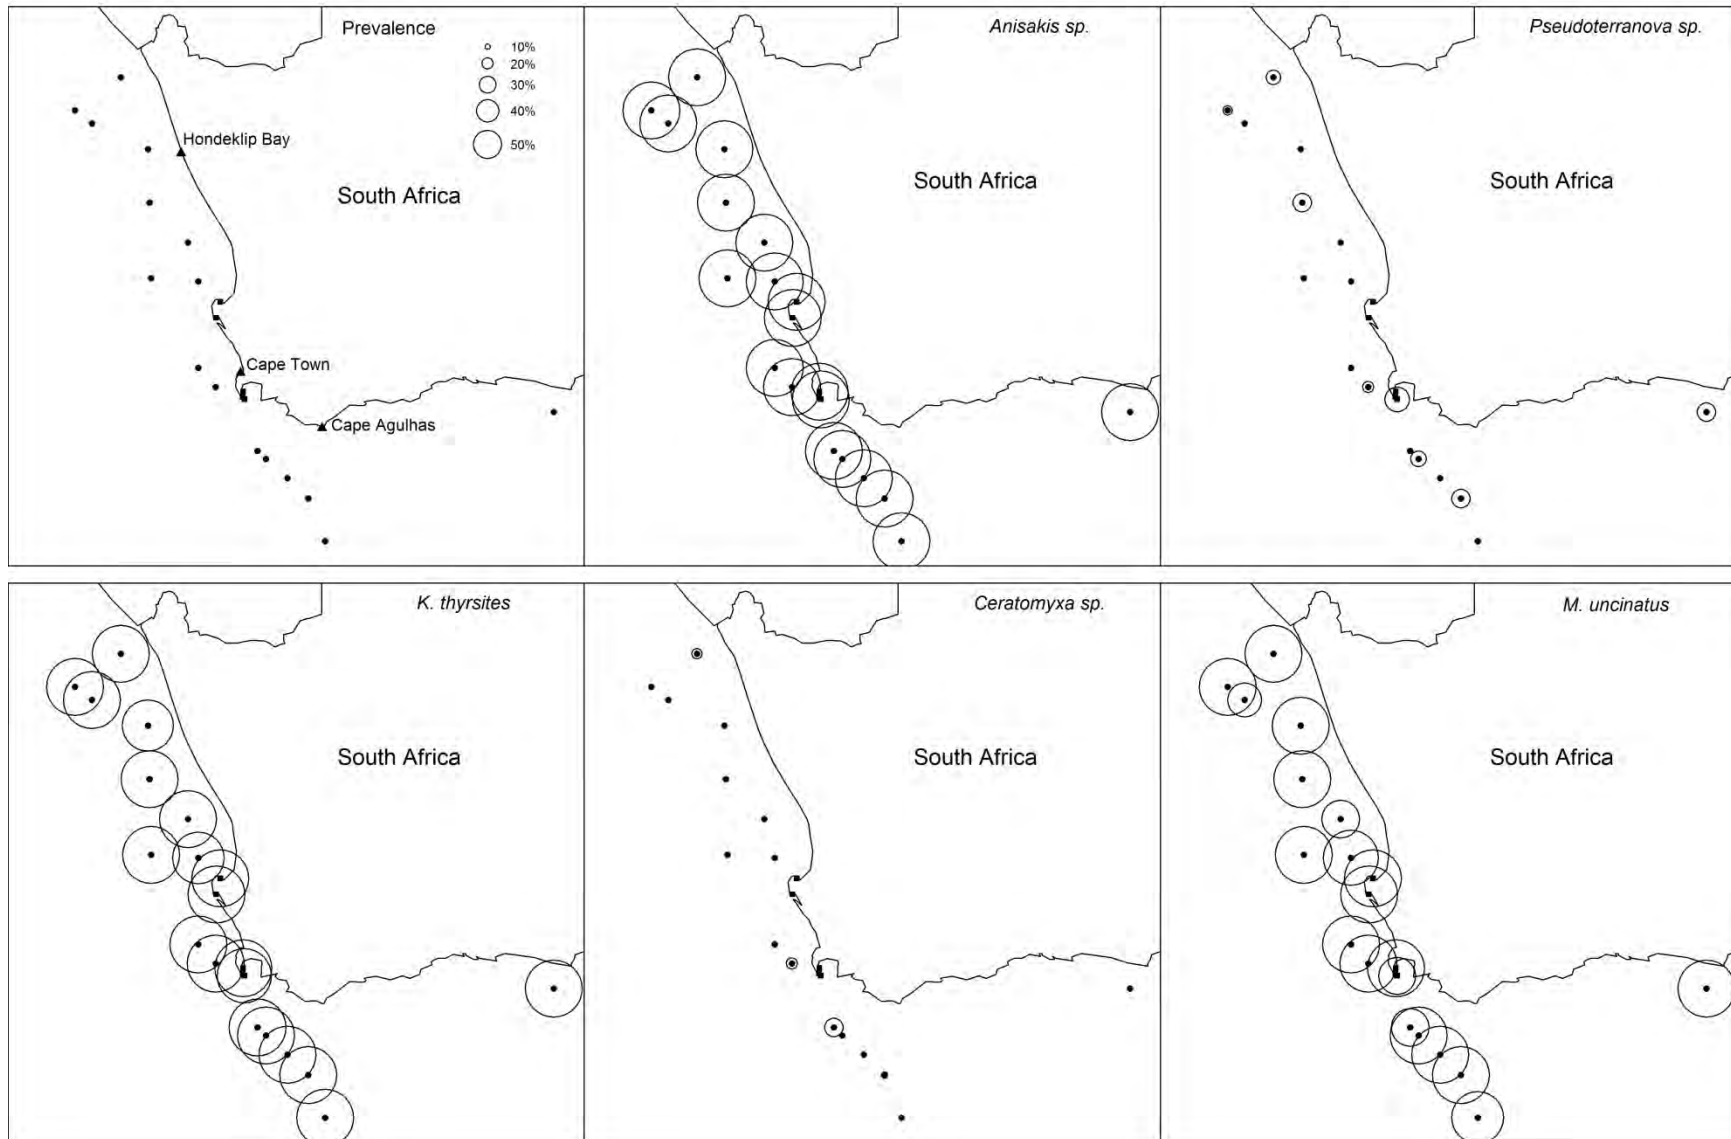 Prevalence
10%
20%
30%
40%
50%
Hondeklip Bay
South Africa
Cape Town
Cape Agulhas
Anisakis sp.
South Africa
Pseudoterranova sp.
South Africa
K. thyrsites
South Africa
Ceratomyxa sp.
South Africa
M. uncinatus
South Africa